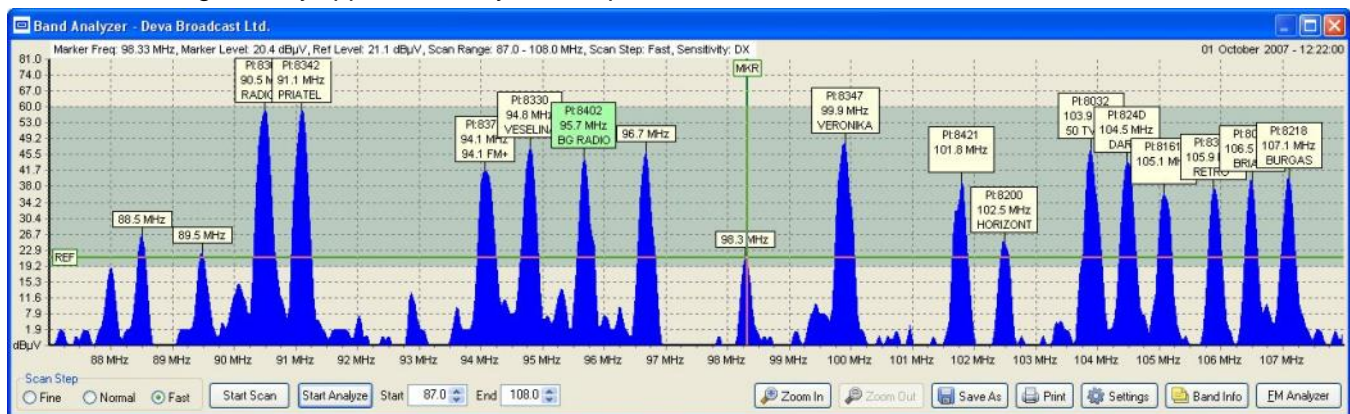 Band Analyzer - Deva Broadcast Ltd.
Marker Freq: 98.33 MHz, Marker Level: 20.4 dBµV, Ref Level: 21.1 dBµV, Scan Range: 87.0 - 108.0 MHz, Scan Step: Fast, Sensitivity: DX
01 October 2007 - 12:22:00
81.0
74.0
67.0
60.0
53.0
49.2
45.5
41.7
38.0
34.2
30.4
26.7
22.9
19.2
15.3
11.6
7.9
1.9
dBµV
REF
MKR
88.5 MHz
89.5 MHz
90.5
PI:8342
91.1 MHz
PRIATEL
94.1 MHz
94.1 FM+
PI:8330
94.8 MHz
VESELINA
PI:8402
95.7 MHz
BG RADIO
96.7 MHz
98.3 MHz
PI:8347
99.9 MHz
VERONIKA
PI:8421
101.8 MHz
PI:8200
102.5 MHz
HORIZONT
PI:8032
103.9
50 TV
PI:824D
104.5 MHz
PI:8161
105.1
105.9
RETRO
106.5
PI:8218
107.1 MHz
BURGAS
88 MHz 89 MHz 90 MHz 91 MHz 92 MHz 93 MHz 94 MHz 95 MHz 96 MHz 97 MHz 98 MHz 99 MHz 100 MHz 101 MHz 102 MHz 103 MHz 104 MHz 105 MHz 106 MHz 107 MHz
Scan Step
Fine Normal Fast Start Scan Start Analyze Start 87.0 End 108.0 Zoom In Zoom Out Save As Print Settings Band Info FM Analyzer